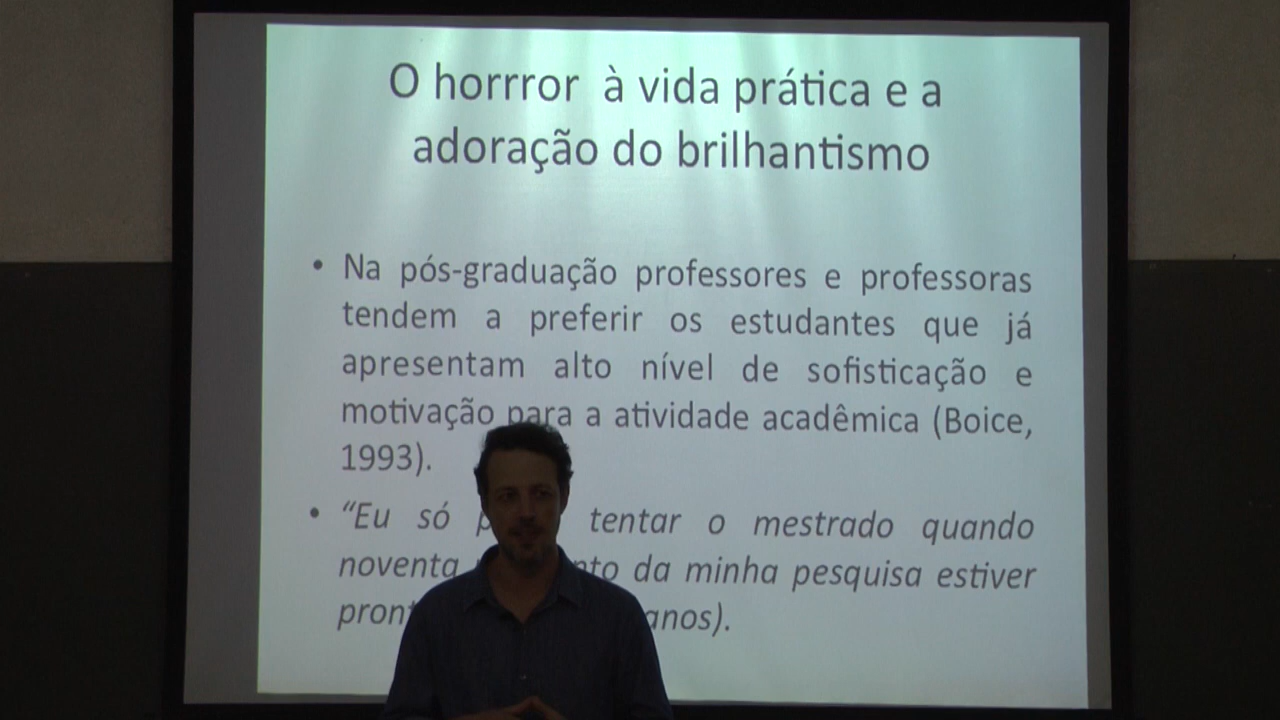 O horrror à vida prática e a
adoração do brilhantismo
• Na pós-graduação professores e professoras
tendem a preferir os estudantes que já
apresentam alto nível de sofisticação e
motivação para a atividade acadêmica (Boice,
1993).
• “Eu só tentar o mestrado quando
noventa da minha pesquisa estiver
anos).